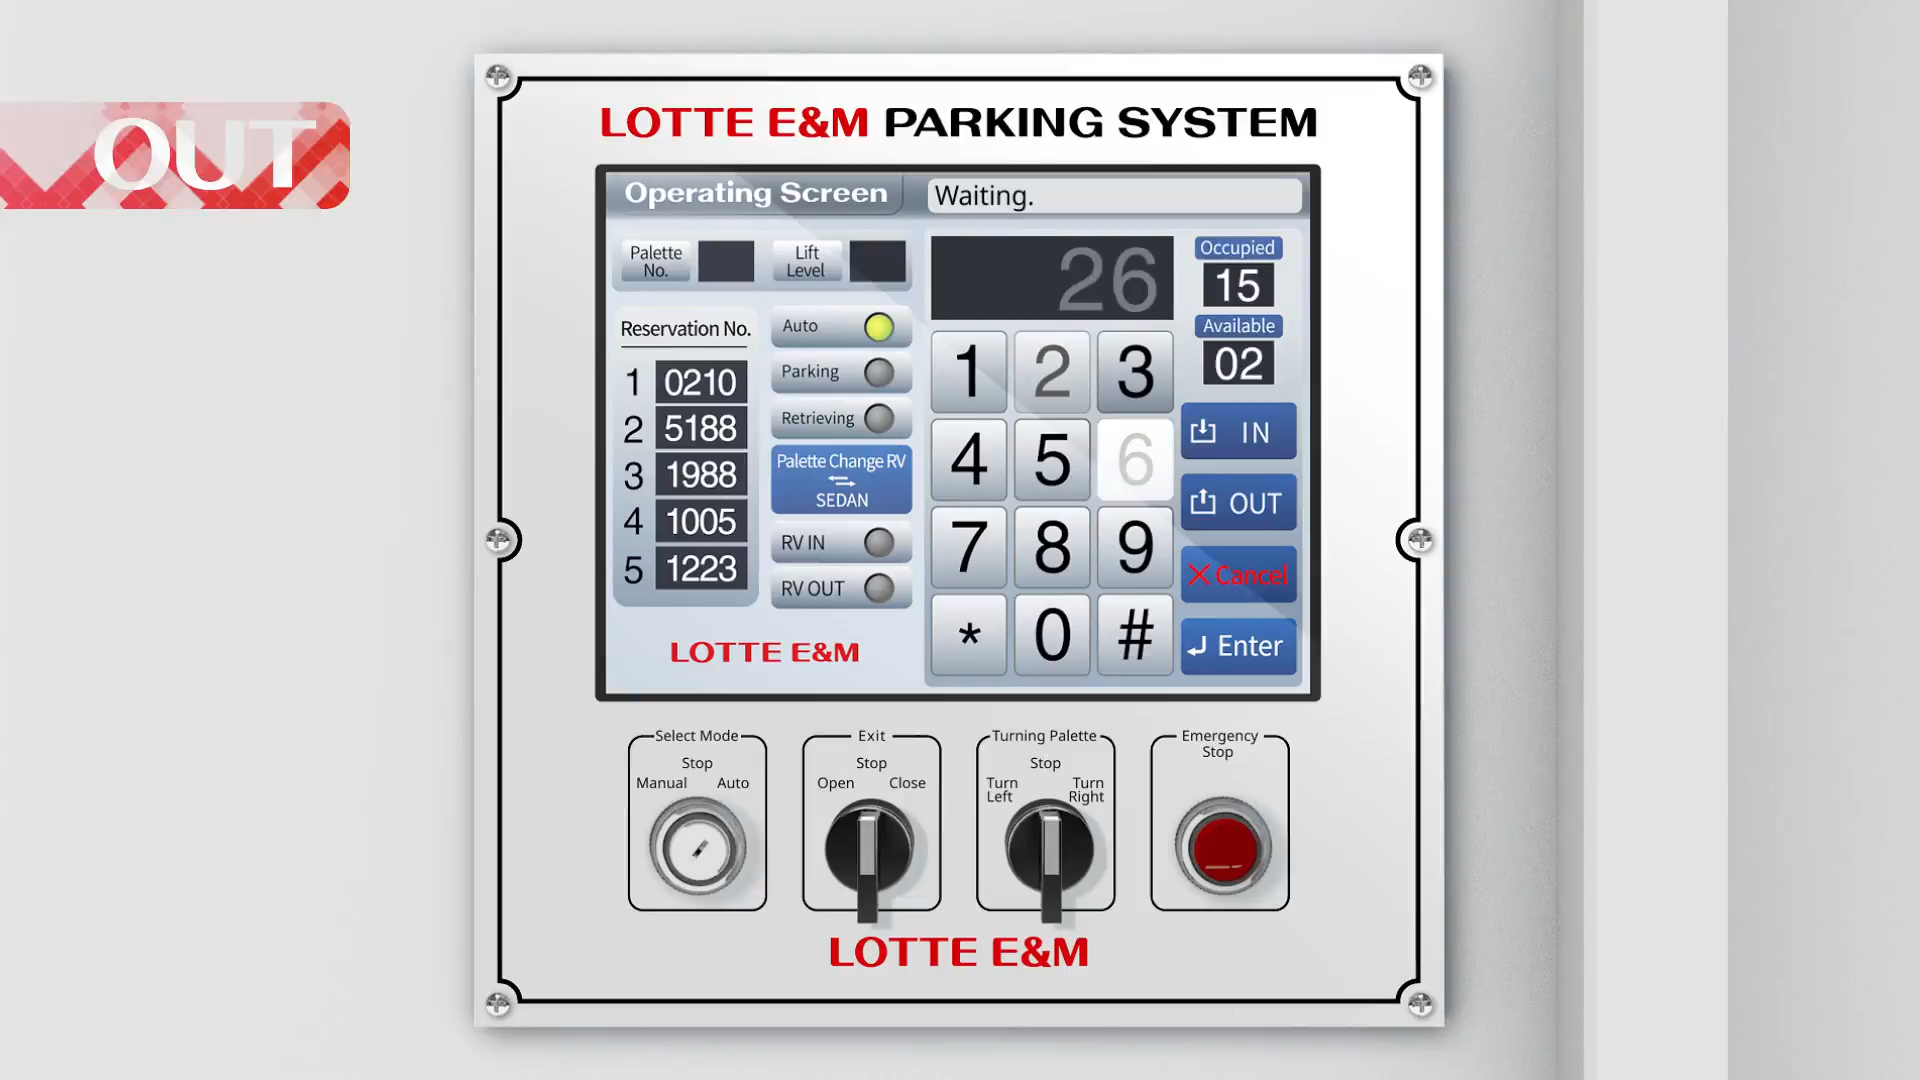 OUT
LOTTE E&M PARKING SYSTEM
Operating Screen
Waiting.
Palette No.
Lift Level
26
Occupied
15
Available
02
Reservation No.
1 0210
2 5188
3 1988
4 1005
5 1223
Auto
Parking
Retrieving
Palette Change RV
SEDAN
RV IN
RV OUT
LOTTE E&M
1 2 3
4 5 6
7 8 9
* 0 #
IN
OUT
Cancel
Enter
Select Mode
Stop
Manual Auto
Exit
Stop
Open Close
Turning Palette
Stop
Turn Left
Turn Right
Emergency
Stop
LOTTE E&M